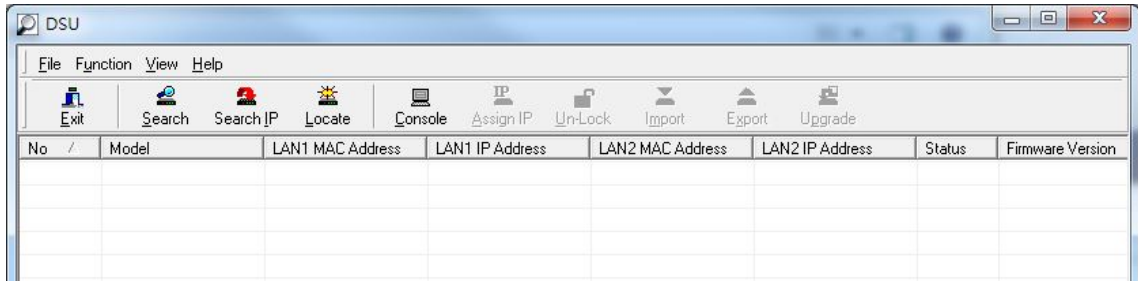 DSU
File Function View Help
Exit Search Search IP Locate Console Assign IP Un-Lock Import Export Upgrade
No / Model LAN1 MAC Address LAN1 IP Address LAN2 MAC Address LAN2 IP Address Status Firmware Version